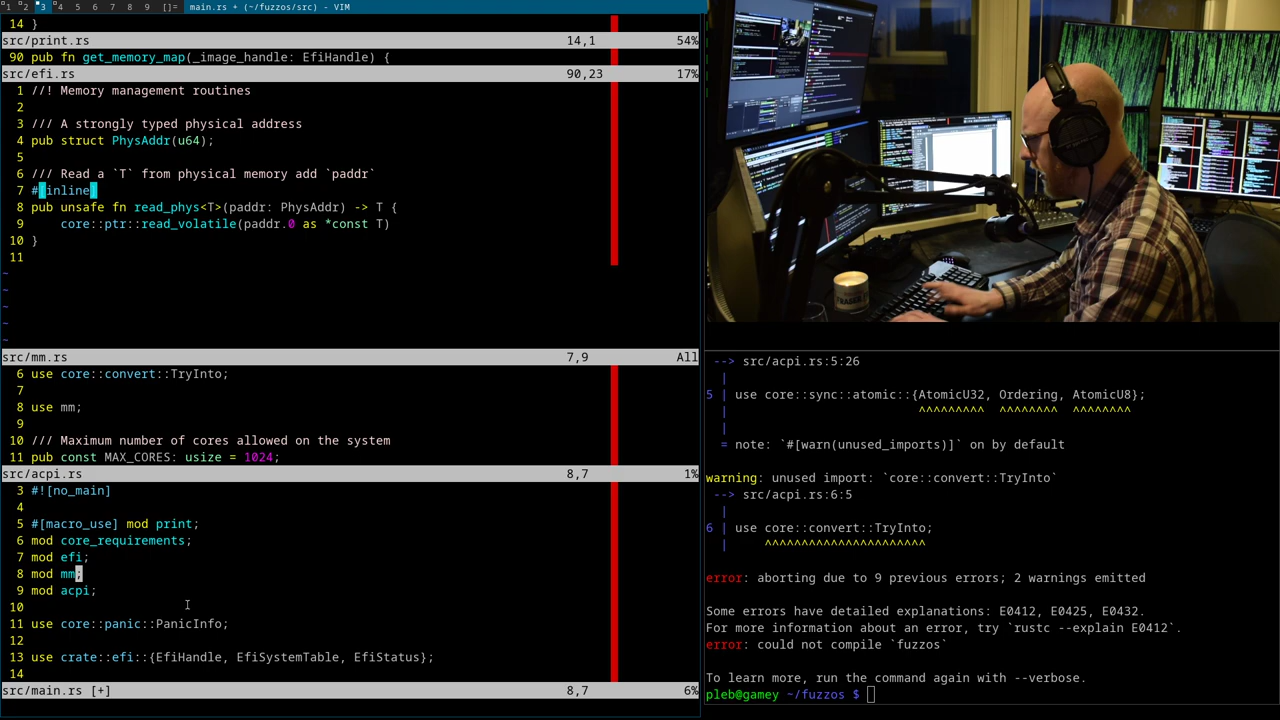 1 2 3 4 5 6 7 8 9 []= main.rs + (~/fuzzos/src) - VIM
14 }
src/print.rs 14,1 54%
90 pub fn get_memory_map(_image_handle: EfiHandle) {
src/efi.rs 90,23 17%
1 //! Memory management routines
2
3 /// A strongly typed physical address
4 pub struct PhysAddr(u64);
5
6 /// Read a `T` from physical memory add `paddr`
7 #[inline]
8 pub unsafe fn read_phys<T>(paddr: PhysAddr) -> T {
9     core::ptr::read_volatile(paddr.0 as *const T)
10 }
11
~
~
~
~
~
src/mm.rs 7,9 All
6 use core::convert::TryInto;
7
8 use mm;
9
10 /// Maximum number of cores allowed on the system
11 pub const MAX_CORES: usize = 1024;
src/acpi.rs 8,7 1%
3 #![no_main]
4
5 #[macro_use] mod print;
6 mod core_requirements;
7 mod efi;
8 mod mm;
9 mod acpi;
10
11 use core::panic::PanicInfo;
12
13 use crate::efi::{EfiHandle, EfiSystemTable, EfiStatus};
14
src/main.rs [+] 8,7 6%
--> src/acpi.rs:5:26
|
5 | use core::sync::atomic::{AtomicU32, Ordering, AtomicU8};
| ^^^^^^^^^ ^^^^^^^^ ^^^^^^^^
|
= note: `#[warn(unused_imports)]` on by default
warning: unused import: `core::convert::TryInto`
--> src/acpi.rs:6:5
|
6 | use core::convert::TryInto;
| ^^^^^^^^^^^^^^^^^^^^^^
error: aborting due to 9 previous errors; 2 warnings emitted
Some errors have detailed explanations: E0412, E0425, E0432.
For more information about an error, try `rustc --explain E0412`.
error: could not compile `fuzzos`
To learn more, run the command again with --verbose.
pleb@gamey ~/fuzzos $